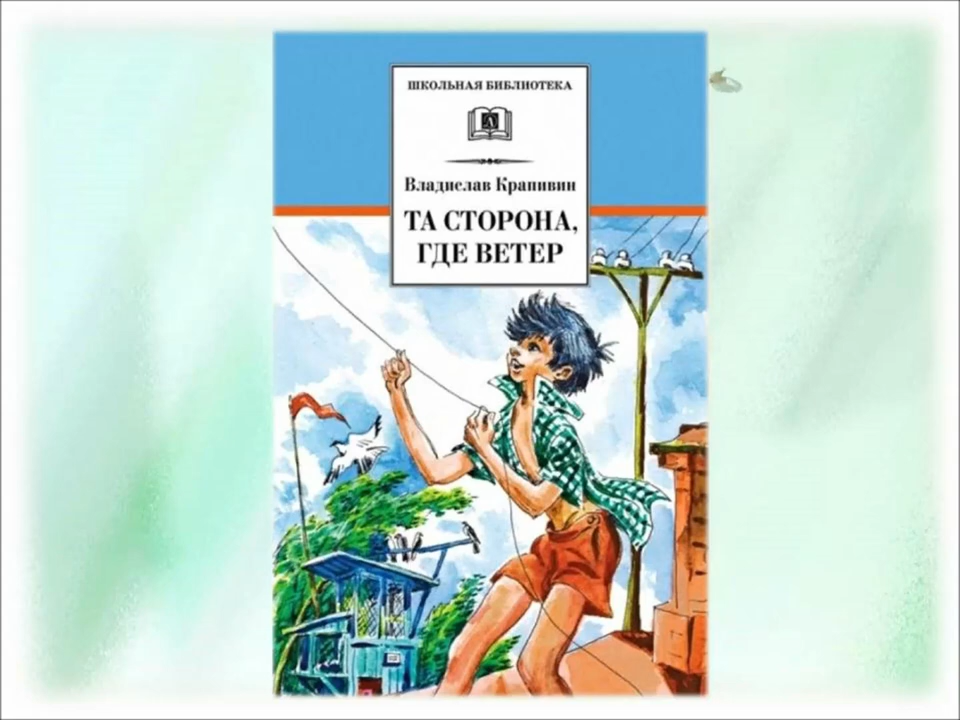 ШКОЛЬНАЯ БИБЛИОТЕКА
Владислав Крапивин
ТА СТОРОНА,
ГДЕ ВЕТЕР